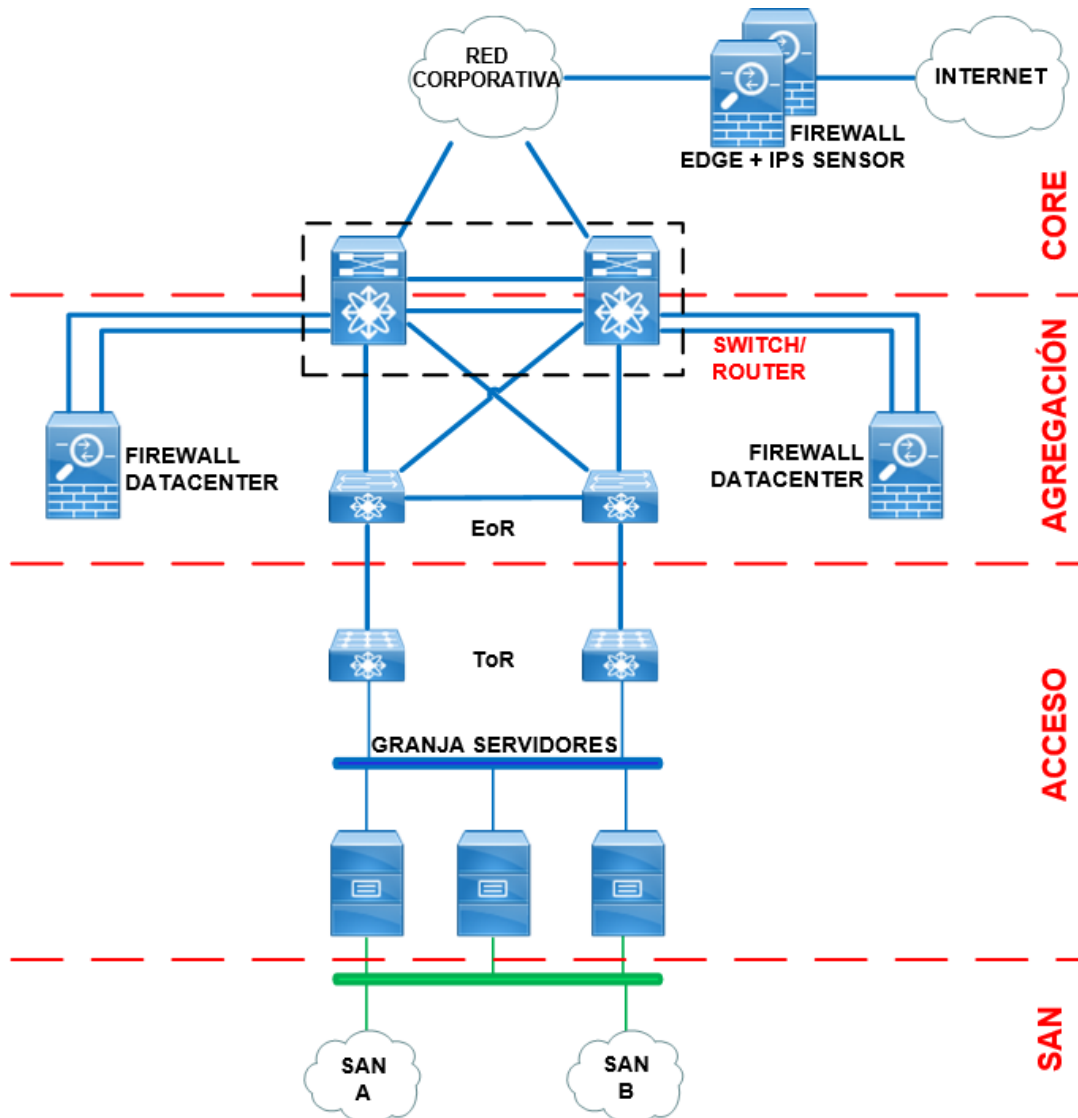 RED
CORPORATIVA
INTERNET
FIREWALL
EDGE + IPS SENSOR
CORE
SWITCH/
ROUTER
FIREWALL
DATACENTER
FIREWALL
DATACENTER
AGREGACIÓN
EoR
ToR
GRANJA SERVIDORES
ACCESO
SAN
A
SAN
B
SAN